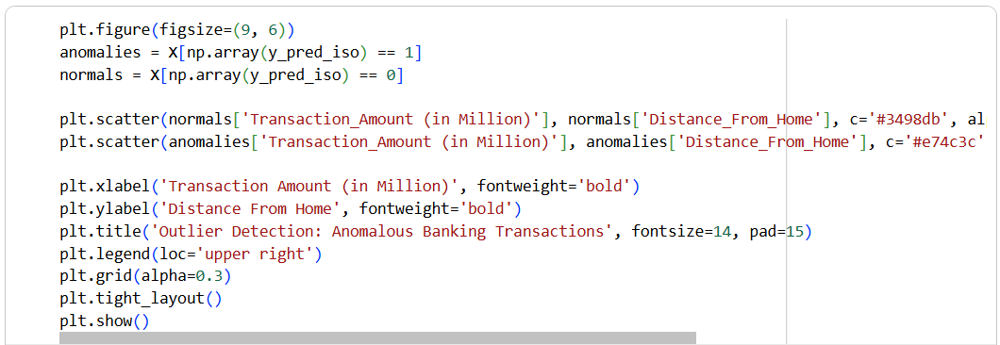 plt.figure(figsize=(9, 6))
anomalies = X[np.array(y_pred_iso) == 1]
normals = X[np.array(y_pred_iso) == 0]
plt.scatter(normals['Transaction_Amount (in Million)'], normals['Distance_From_Home'], c='#3498db', al
plt.scatter(anomalies['Transaction_Amount (in Million)'], anomalies['Distance_From_Home'], c='#e74c3c'
plt.xlabel('Transaction Amount (in Million)', fontweight='bold')
plt.ylabel('Distance From Home', fontweight='bold')
plt.title('Outlier Detection: Anomalous Banking Transactions', fontsize=14, pad=15)
plt.legend(loc='upper right')
plt.grid(alpha=0.3)
plt.tight_layout()
plt.show()